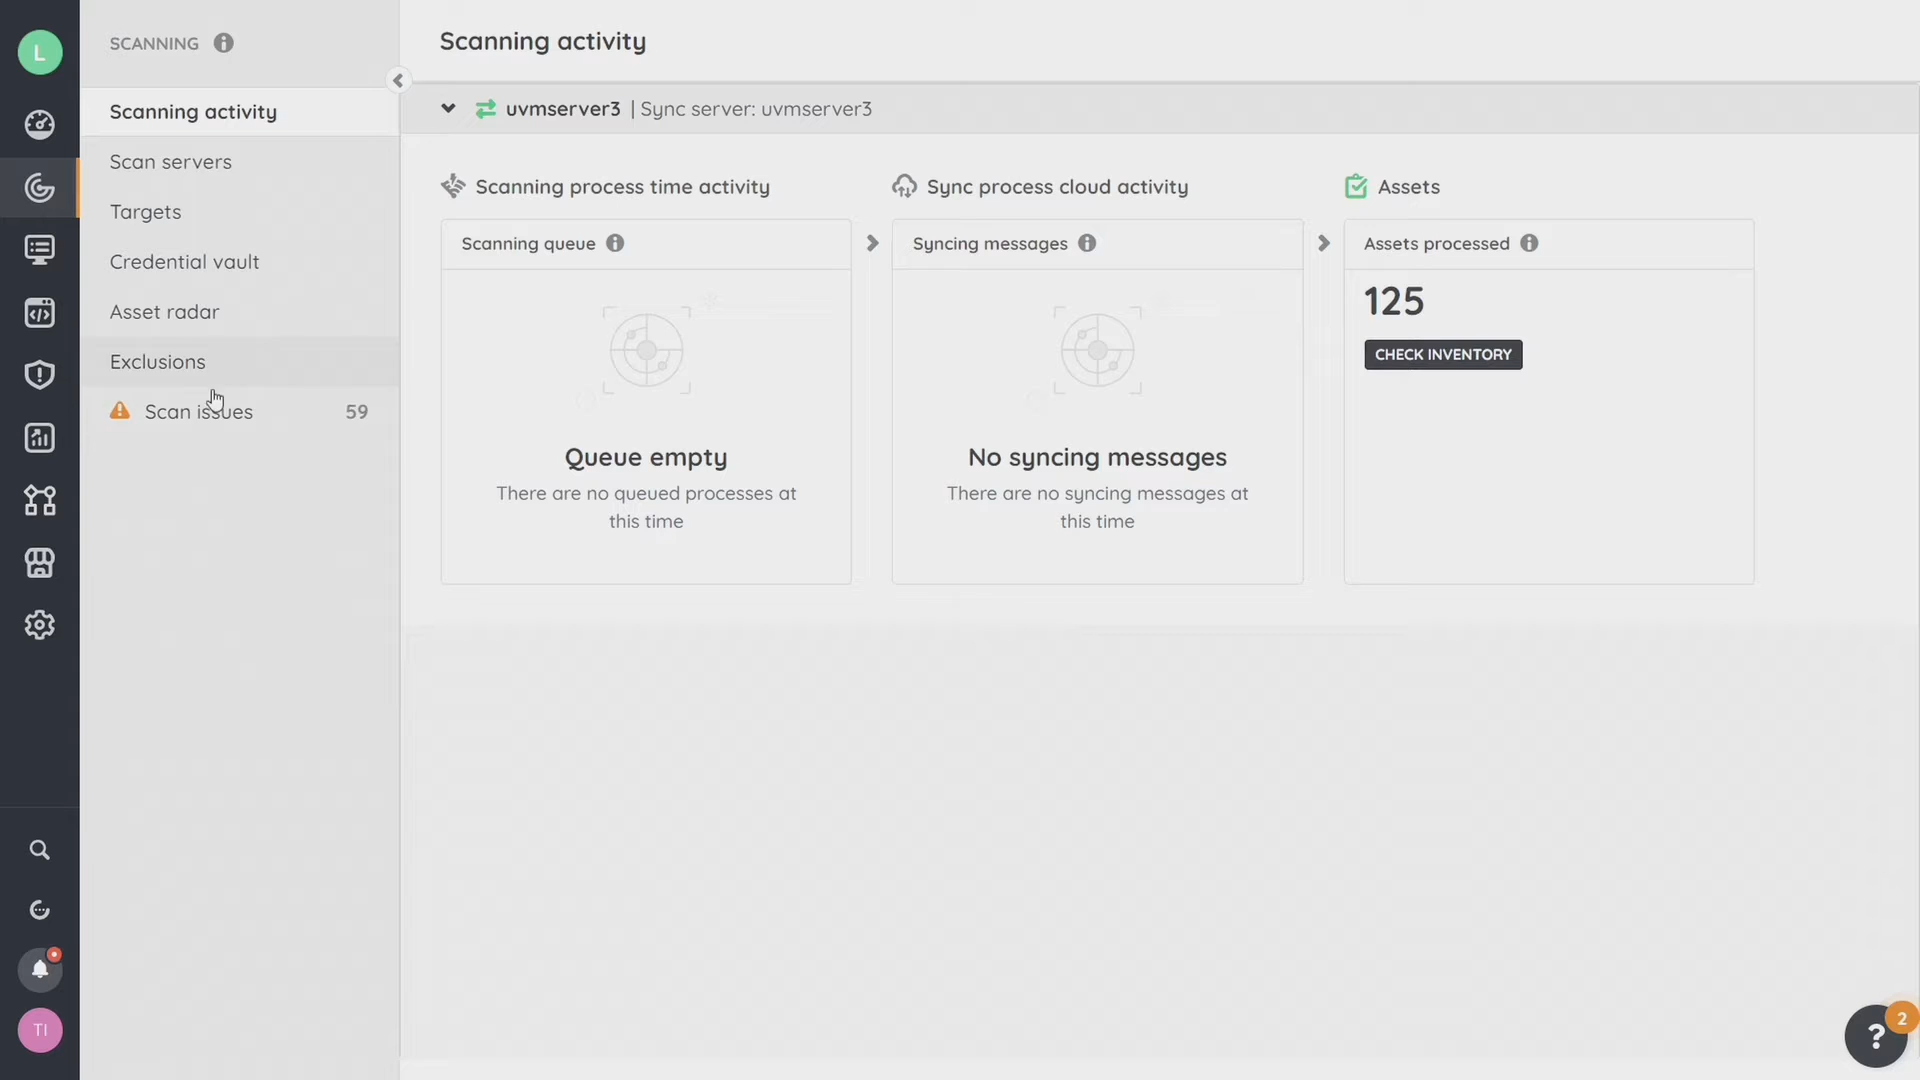 L
SCANNING
Scanning activity
Scan servers
Targets
Credential vault
Asset radar
Exclusions
Scan issues 59
TI
Scanning activity
uvmserver3 | Sync server: uvmserver3
Scanning process time activity
Scanning queue
Queue empty
There are no queued processes at
this time
Sync process cloud activity
Syncing messages
No syncing messages
There are no syncing messages at
this time
Assets
Assets processed
125
CHECK INVENTORY
?
2